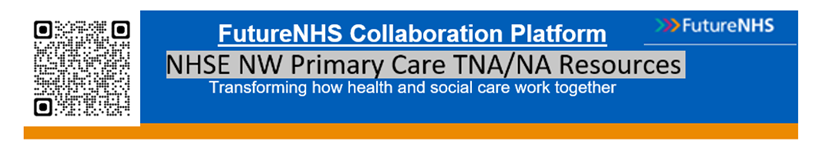 FutureNHS Collaboration Platform
FutureNHS
NHSE NW Primary Care TNA/NA Resources
Transforming how health and social care work together